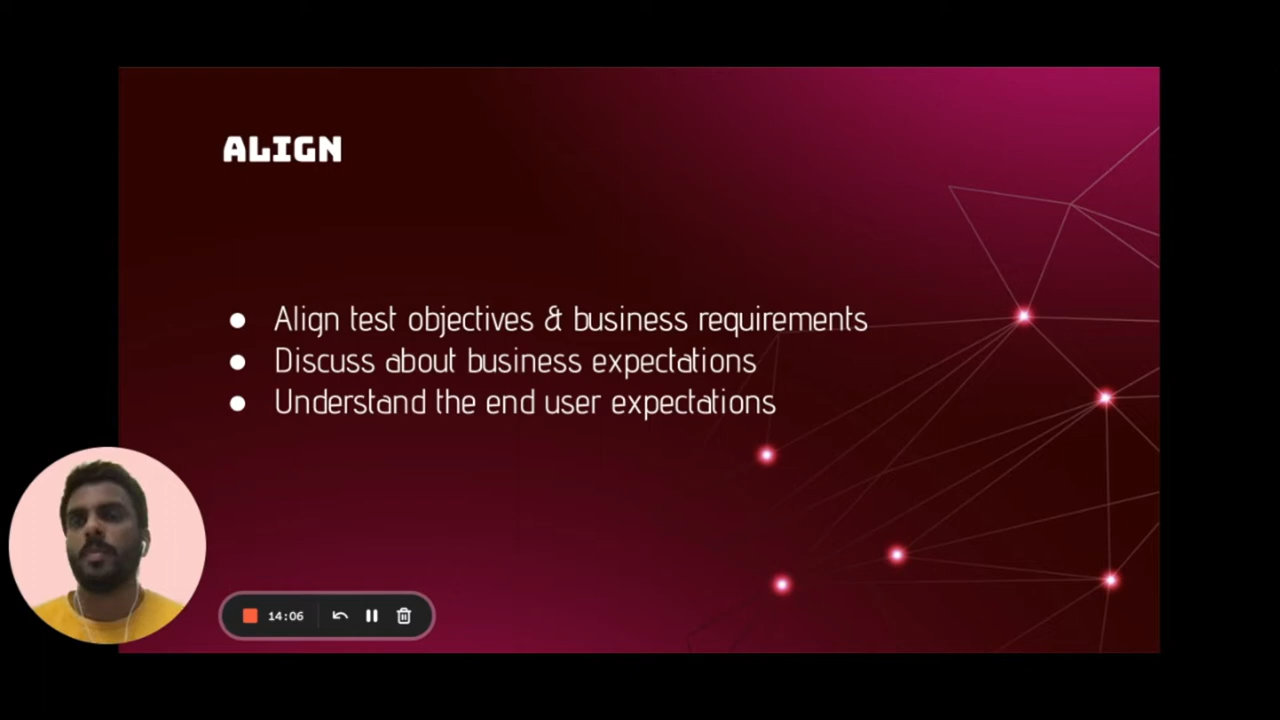 ALIGN
● Align test objectives & business requirements
● Discuss about business expectations
● Understand the end user expectations
14:06